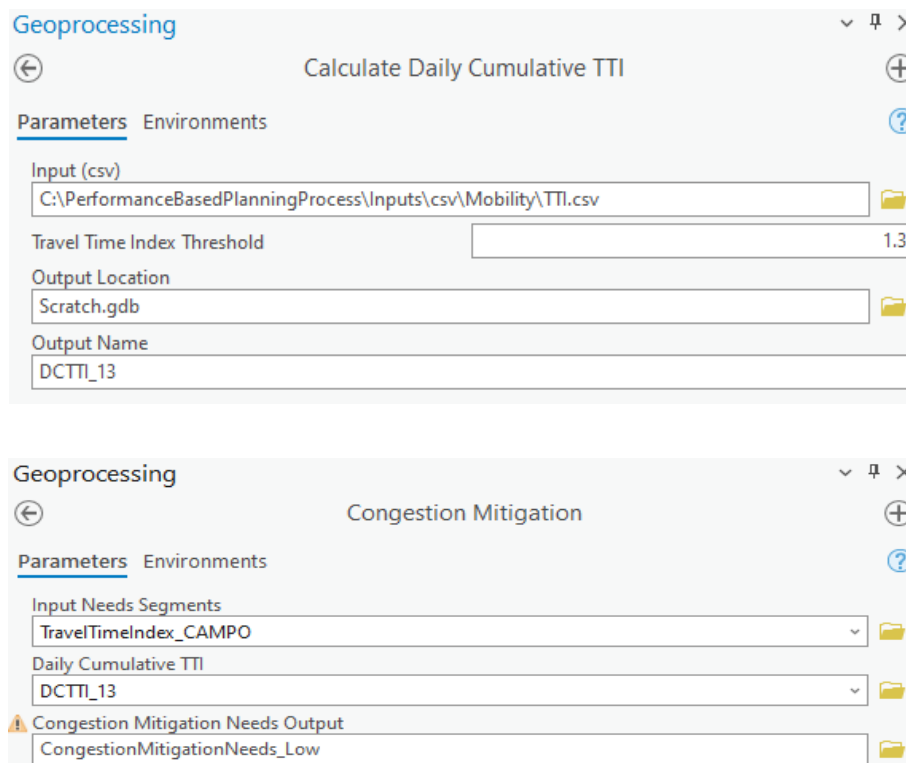 Geoprocessing
Calculate Daily Cumulative TTI
Parameters Environments
Input (csv)
C:\PerformanceBasedPlanningProcess\Inputs\csv\Mobility\TTI.csv
Travel Time Index Threshold 1.3
Output Location
Scratch.gdb
Output Name
DCTTI_13
Geoprocessing
Congestion Mitigation
Parameters Environments
Input Needs Segments
TravelTimeIndex_CAMPO
Daily Cumulative TTI
DCTTI_13
Congestion Mitigation Needs Output
CongestionMitigationNeeds_Low